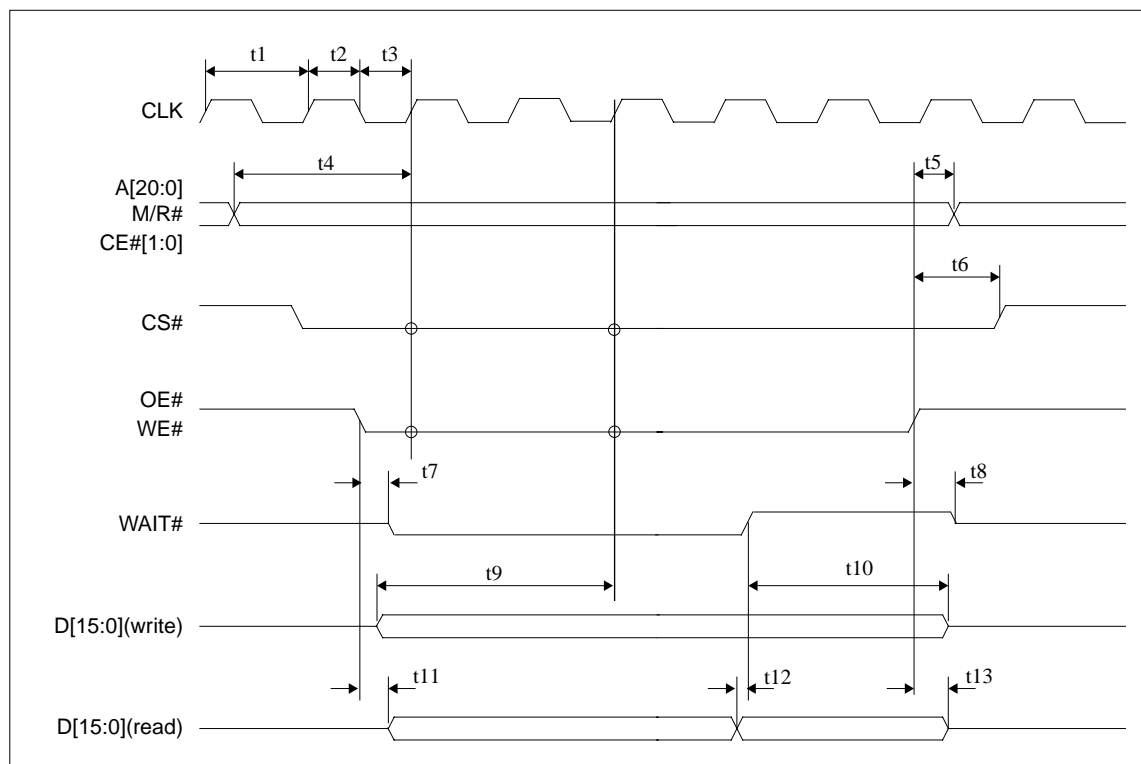 t1 t2 t3
CLK
t4 t5
A[20:0]
M/R#
CE#[1:0]
t6
CS#
OE#
WE#
t7 t8
WAIT#
t9 t10
D[15:0](write)
t11 t12 t13
D[15:0](read)